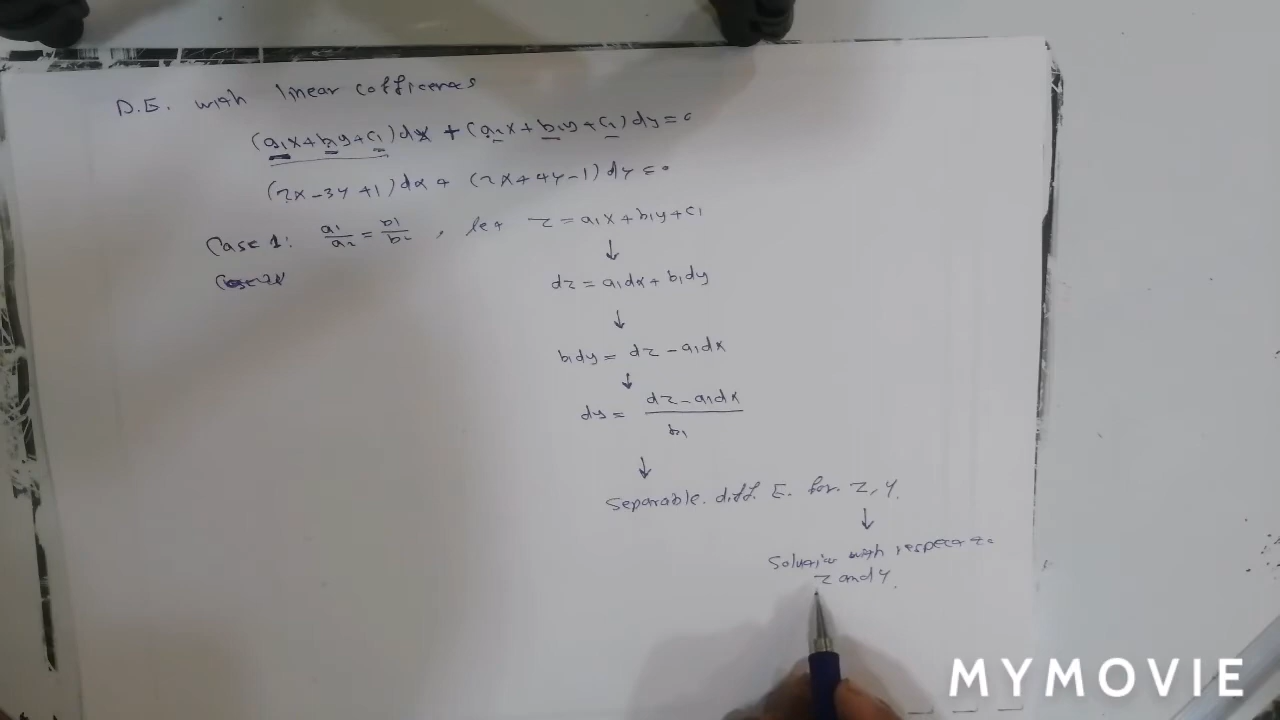 D.E. with linear cofficences
(a1x+b1y+c1)dx + (a2x+b2y+c2)dy=0
(2x-3y+1)dx+ (2x+4y-1)dy=0
Case 1: a1/a2 = b1/b2 , let z=a1x+b1y+c1
↓
dz=a1dx+b1dy
↓
b1dy= dz-a1dx
↓
dy= dz-a1dx / b1
↓
Separable. diff. E. for. z,y.
↓
Solution with respect to
z and y.
MYMOVIE